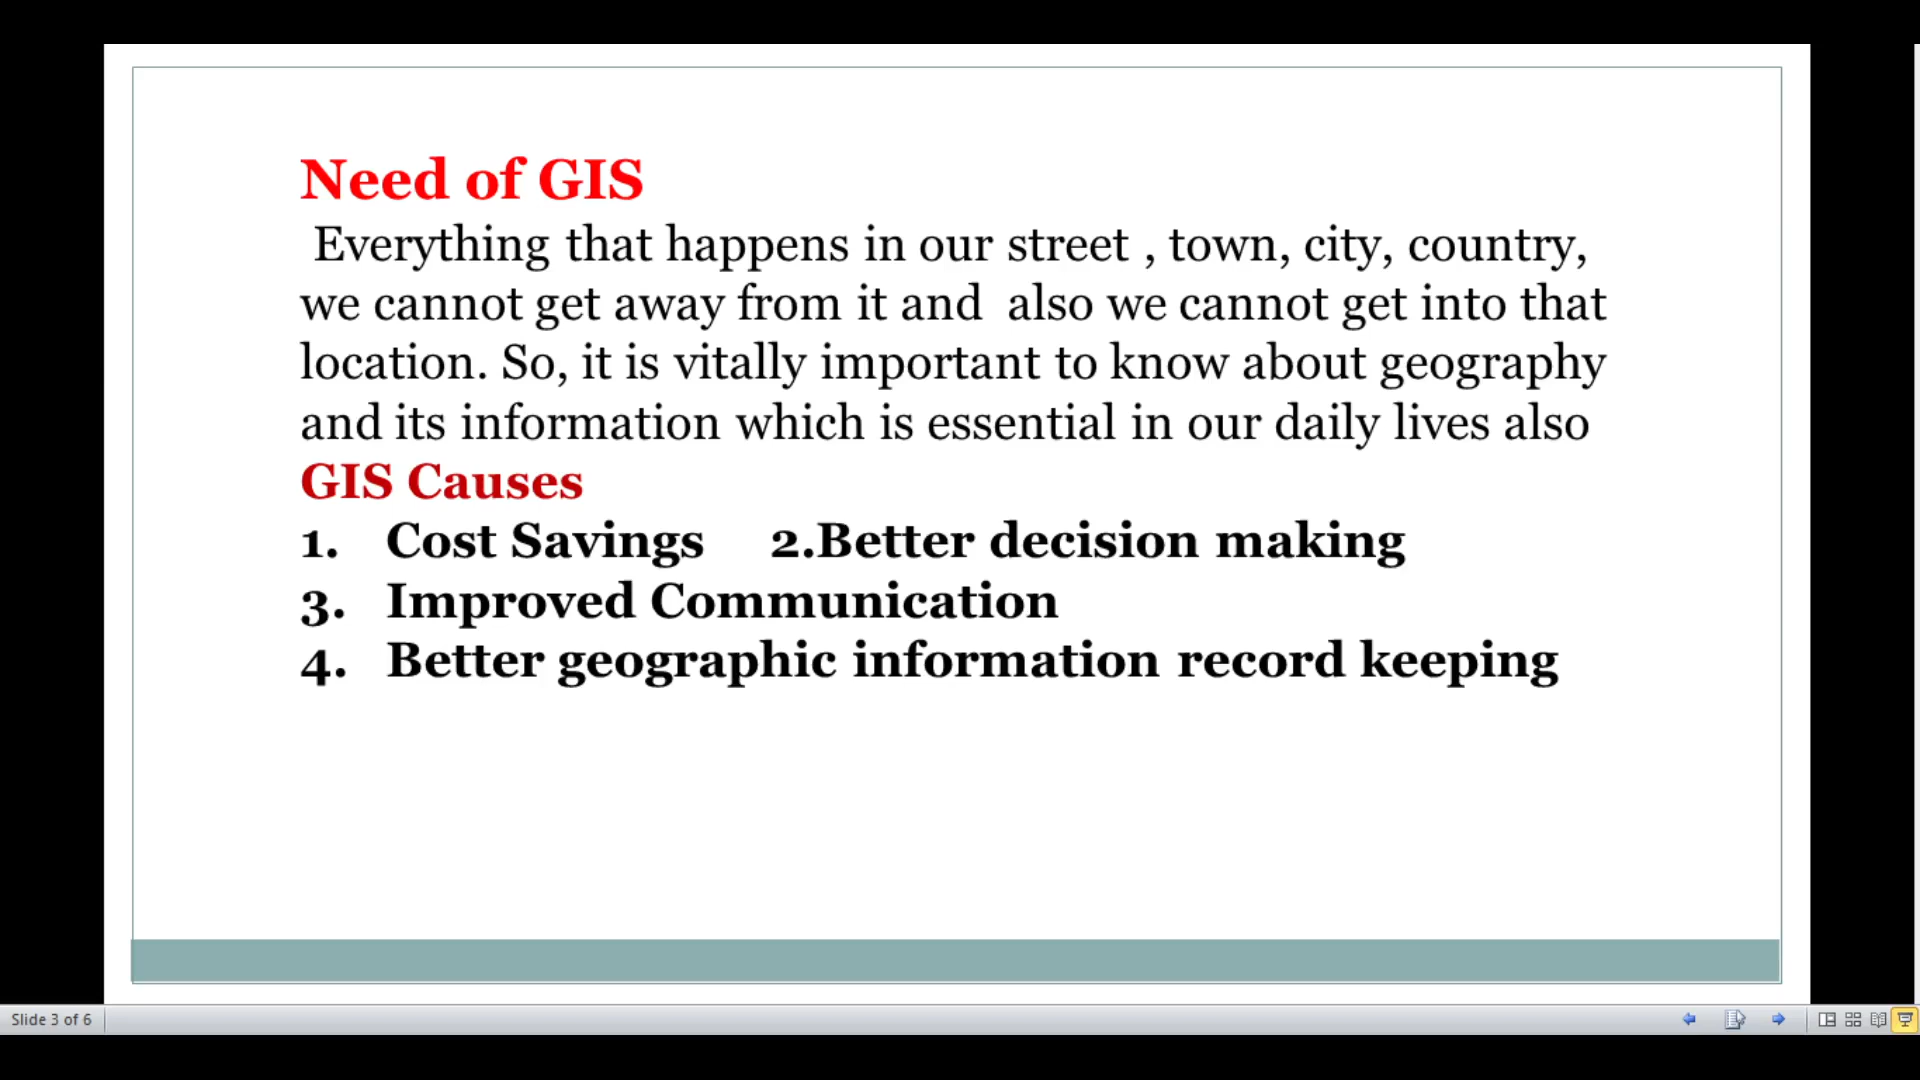 Need of GIS
Everything that happens in our street , town, city, country,
we cannot get away from it and also we cannot get into that
location. So, it is vitally important to know about geography
and its information which is essential in our daily lives also
GIS Causes
1. Cost Savings 2.Better decision making
3. Improved Communication
4. Better geographic information record keeping
Slide 3 of 6